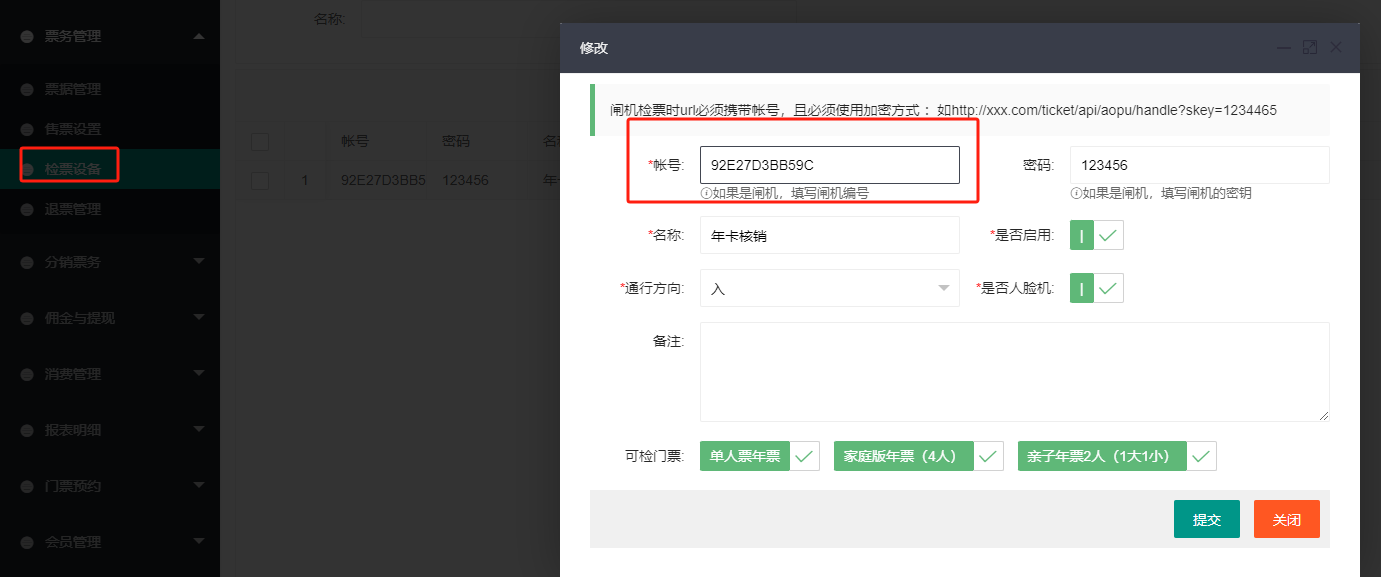 票务管理
票据管理
售票设置
检票设备
退票管理
分销票务
佣金与提现
消费管理
报表明细
门票预约
会员管理
名称:
帐号 密码
1 92E27D3BB5 123456 年
修改
闸机检票时url必须携带帐号，且必须使用加密方式 ：如http://xxx.com/ticket/api/aopu/handle?skey=1234465
*帐号: 92E27D3BB59C 密码: 123456
如果是闸机，填写闸机编号 如果是闸机，填写闸机的密钥
*名称: 年卡核销 *是否启用:
*通行方向: 入 *是否人脸机:
备注:
可检门票: 单人票年票 家庭版年票（4人） 亲子年票2人（1大1小）
提交 关闭